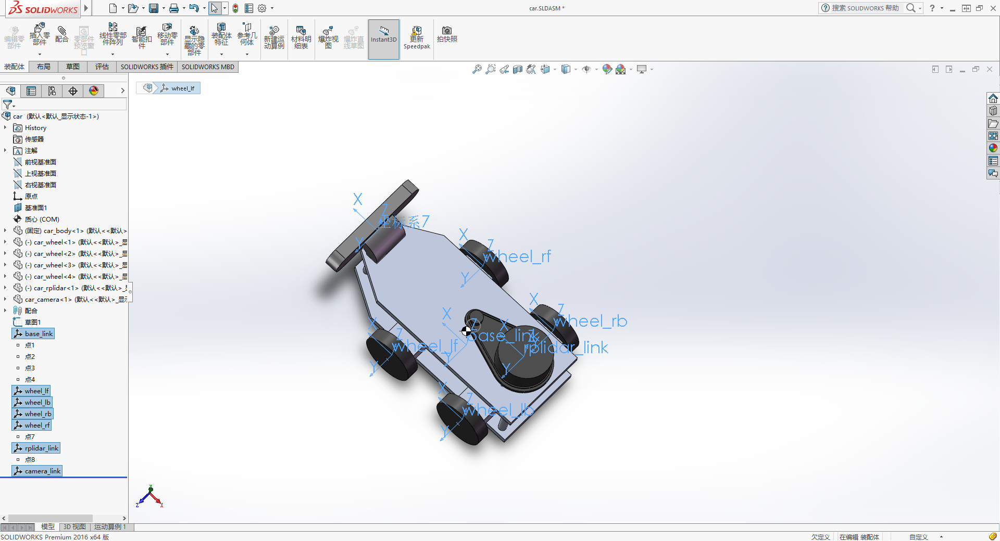 SOLIDWORKS
car.SLDASM *
搜索 SOLIDWORKS 帮助
编辑零部件
插入零部件
配合
零部件预览窗口
线性零部件阵列
智能扣件
移动零部件
显示隐藏的零部件
装配体特征
参考几何体
新建运动算例
材料明细表
爆炸视图
爆炸直线草图
Instant3D
更新 Speedpak
拍快照
装配体
布局
草图
评估
SOLIDWORKS 插件
SOLIDWORKS MBD
wheel_lf
car (默认<默认_显示状态-1>)
History
传感器
注解
前视基准面
上视基准面
右视基准面
原点
基准面1
质心 (COM)
(固定) car_body<1> (默认<<默认>
(-) car_wheel<1> (默认<<默认>_显
(-) car_wheel<2> (默认<<默认>_显
(-) car_wheel<3> (默认<<默认>_显
(-) car_wheel<4> (默认<<默认>_显
(-) car_rplidar<1> (默认<<默认>_显
car_camera<1> (默认<<默认>_显示
配合
草图1
base_link
点1
点2
点3
点4
wheel_lf
wheel_lb
wheel_rb
wheel_rf
点7
rplidar_link
点8
camera_link
X
Z
坐标系7
Y
X
Z
wheel_rf
Y
X
Z
wheel_rb
X
Z
base_link
Y
X
Z
rplidar_link
Y
X
Z
wheel_lf
Y
X
Z
wheel_lb
Y
Y
Z
X
模型
3D 视图
运动算例 1
SOLIDWORKS Premium 2016 x64 版
欠定义
在编辑 装配体
自定义